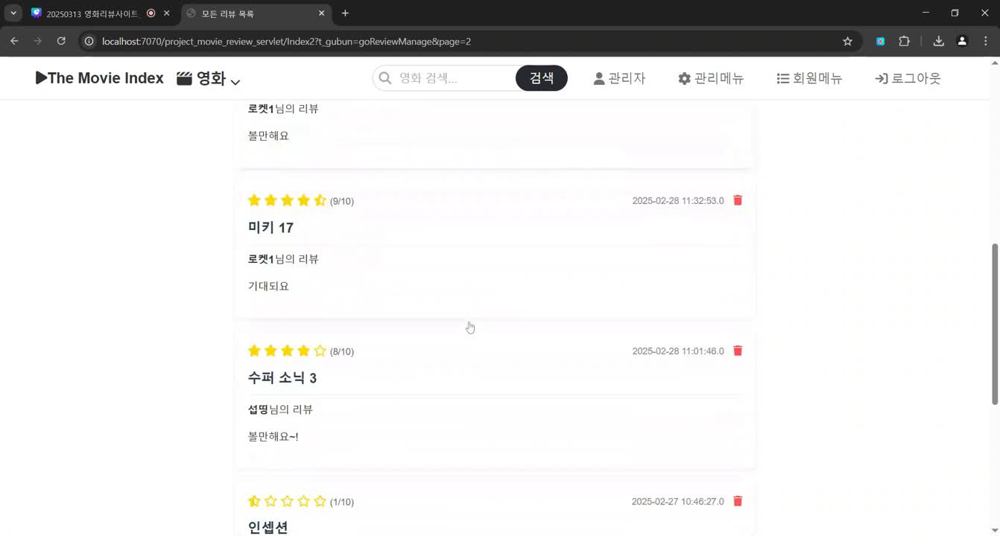 20250313 영화리뷰사이트
모든 리뷰 목록
localhost:7070/project_movie_review_servlet/Index2?t_gubun=goReviewManage&page=2
The Movie Index
영화
영화 검색...
검색
관리자
관리메뉴
회원메뉴
로그아웃
로켓1님의 리뷰
볼만해요
(9/10)
2025-02-28 11:32:53.0
미키 17
로켓1님의 리뷰
기대되요
(8/10)
2025-02-28 11:01:46.0
수퍼 소닉 3
섭띵님의 리뷰
볼만해요~!
(1/10)
2025-02-27 10:46:27.0
인셉션